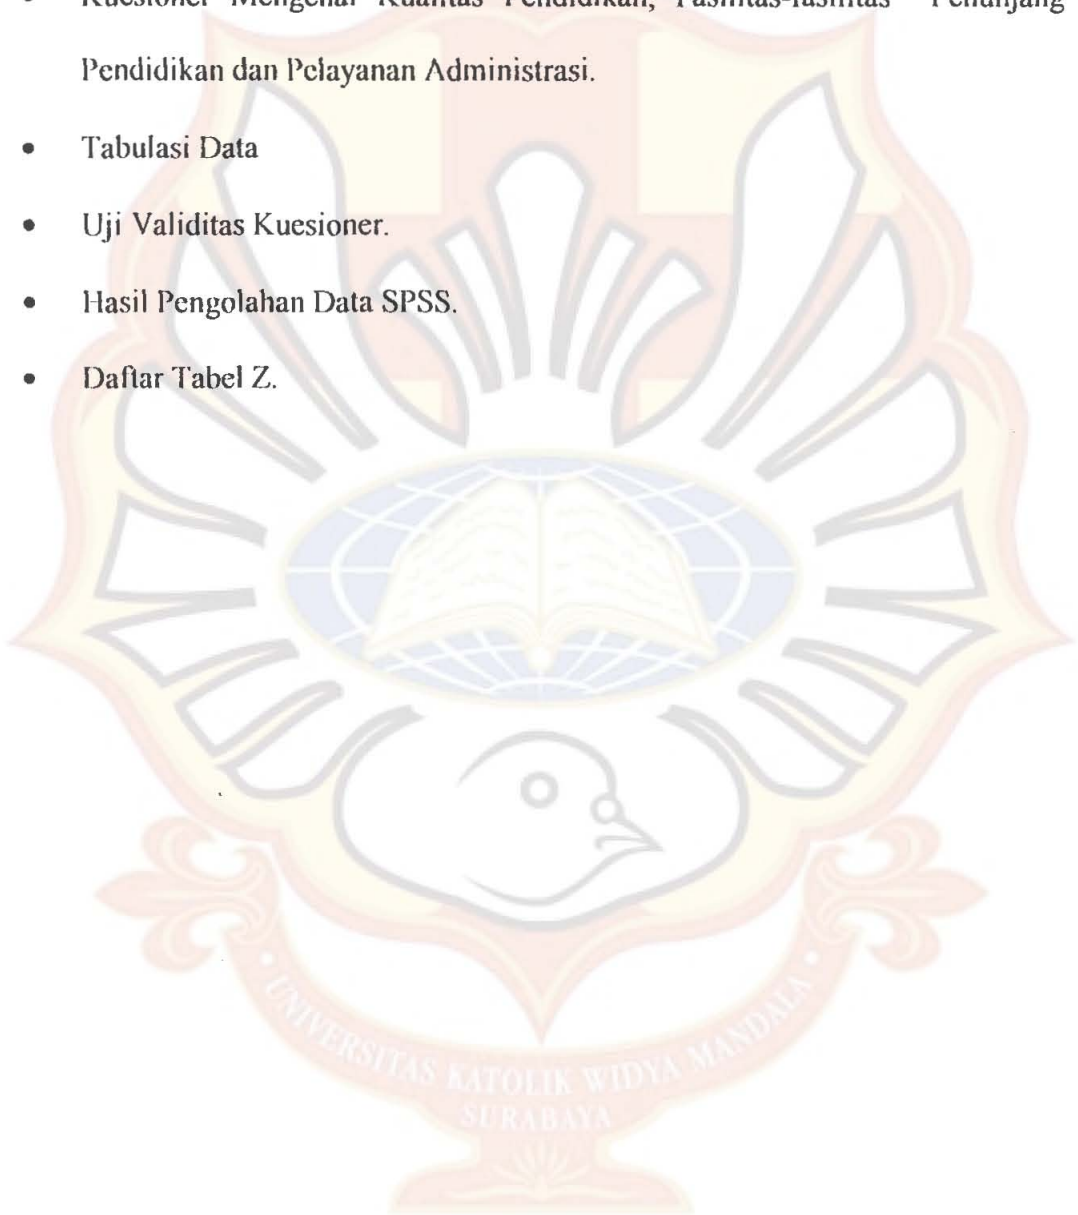 • Kuesioner Mengenai Kualitas Pendidikan, Fasilitas-fasilitas Penunjang
Pendidikan dan Pelayanan Administrasi.
• Tabulasi Data
• Uji Validitas Kuesioner.
• Hasil Pengolahan Data SPSS.
• Daftar Tabel Z.
• UNIVERSITAS KATOLIK WIDYA MANDALA •
SURABAYA